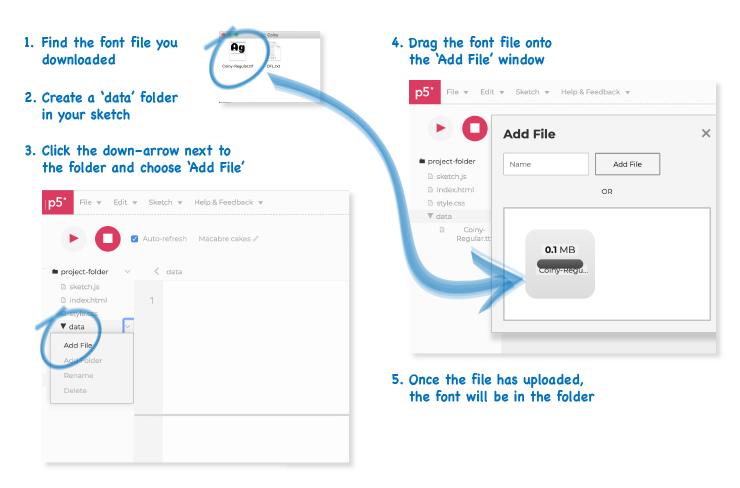 1. Find the font file you
downloaded
2. Create a ‘data’ folder
in your sketch
3. Click the down-arrow next to
the folder and choose ‘Add File’
Coiny
Ag
Coiny-Regular.ttf
OFL.txt
p5*
File
Edit
Sketch
Help & Feedback
Auto-refresh
Macabre cakes
project-folder
data
sketch.js
index.html
1
style.css
data
Add File
Add Folder
Rename
Delete
4. Drag the font file onto
the ‘Add File’ window
p5*
File
Edit
Sketch
Help & Feedback
project-folder
sketch.js
index.html
style.css
data
Coiny-
Regular.tt
Add File
Name
Add File
OR
0.1 MB
Coiny-Regu...
5. Once the file has uploaded,
the font will be in the folder